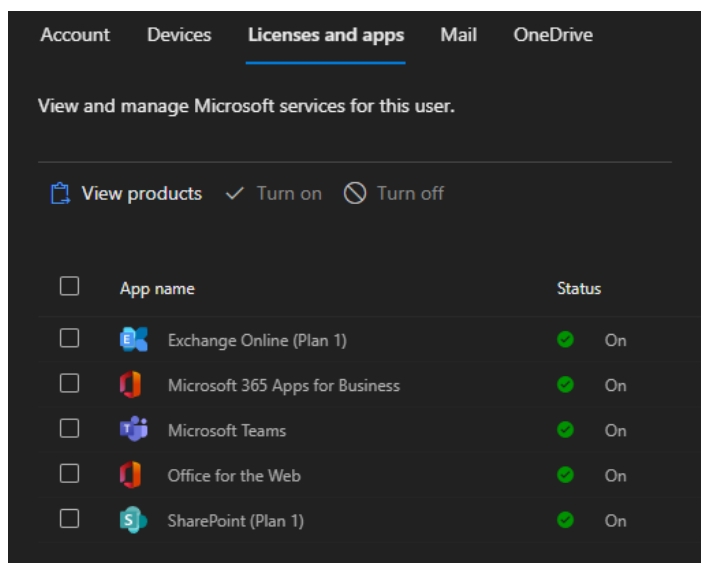 Account Devices Licenses and apps Mail OneDrive
View and manage Microsoft services for this user.
View products Turn on Turn off
App name Status
Exchange Online (Plan 1) On
Microsoft 365 Apps for Business On
Microsoft Teams On
Office for the Web On
SharePoint (Plan 1) On